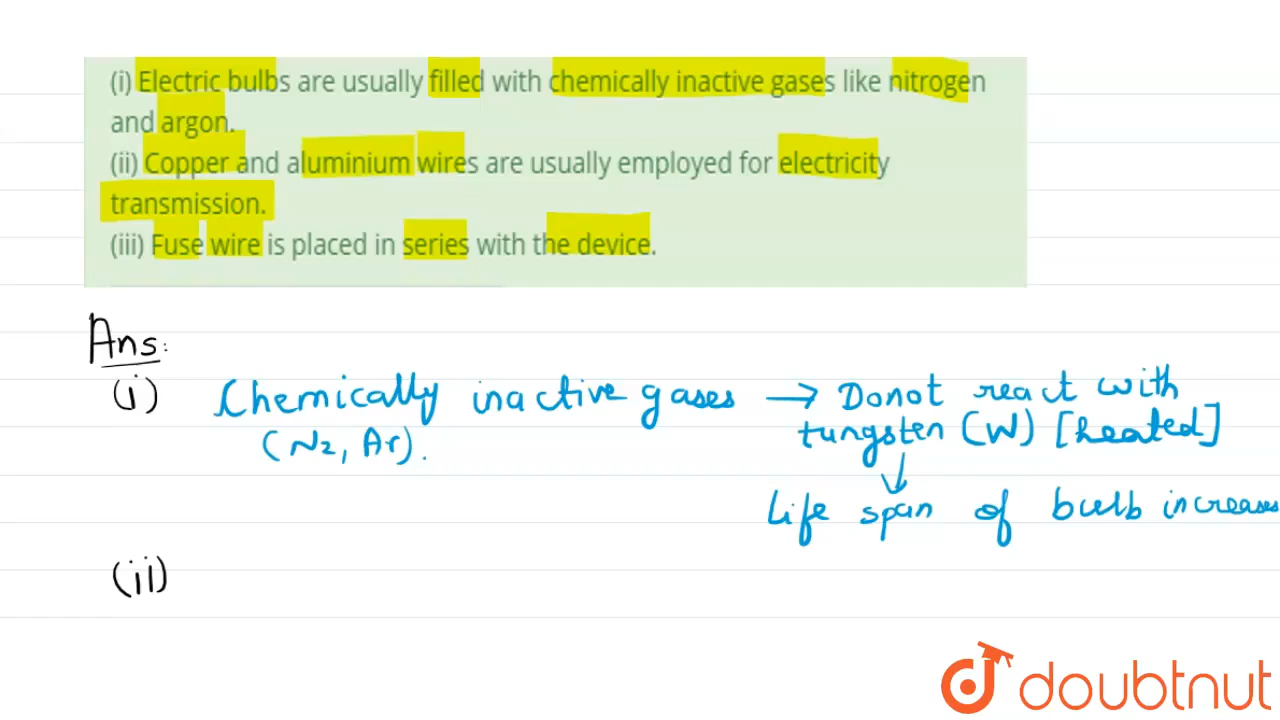 (i) Electric bulbs are usually filled with chemically inactive gases like nitrogen
and argon.
(ii) Copper and aluminium wires are usually employed for electricity
transmission.
(iii) Fuse wire is placed in series with the device.
Ans:
(i) Chemically inactive gases → Donot react with
(N2, Ar). tungsten (W) [heated]
↓
Life span of bulb increases
(ii)
doubtnut